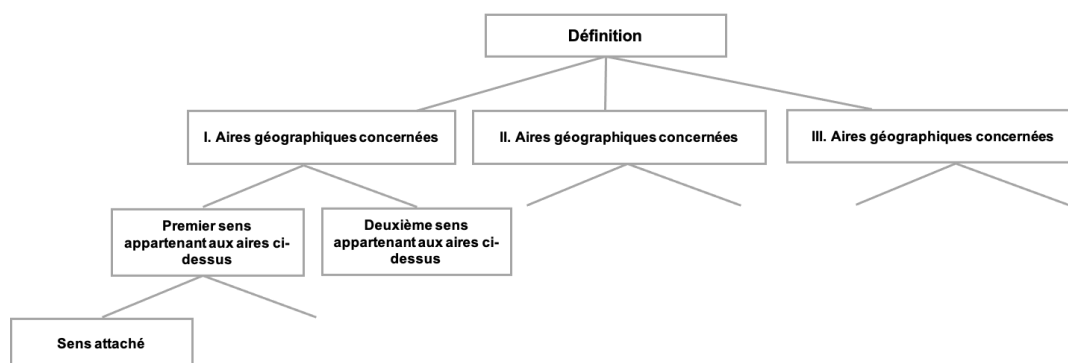 Définition
I. Aires géographiques concernées
II. Aires géographiques concernées
III. Aires géographiques concernées
Premier sens
appartenant aux aires ci-
dessus
Deuxième sens
appartenant aux aires ci-
dessus
Sens attaché